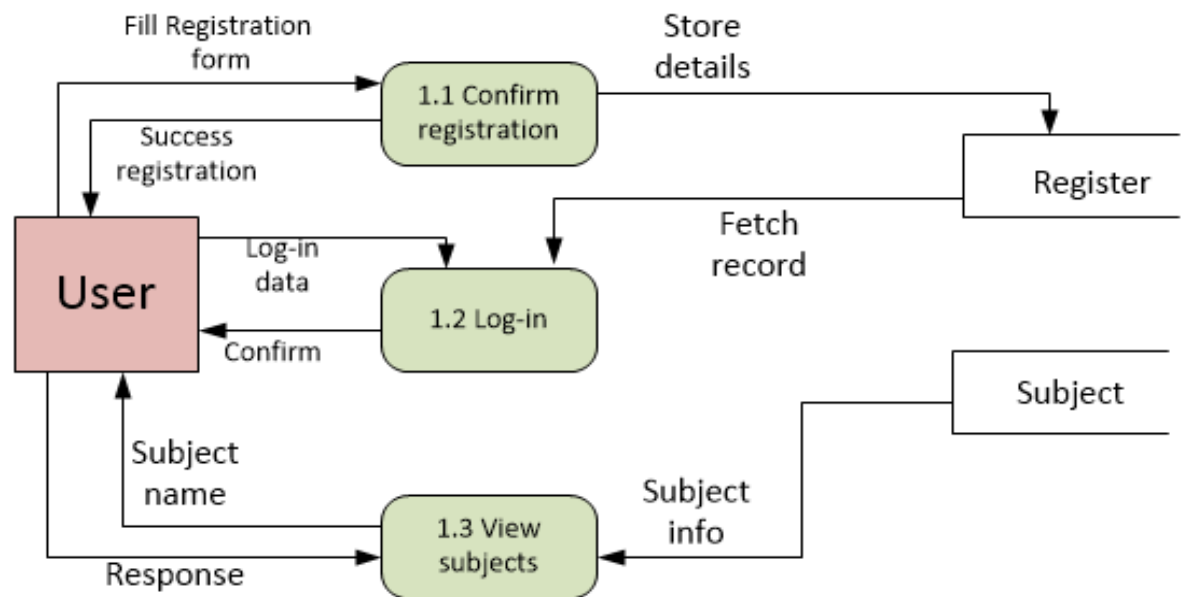 Fill Registration
form
Store
details
1.1 Confirm
registration
Success
registration
Register
Log-in
data
Fetch
record
User
1.2 Log-in
Confirm
Subject
Subject
name
Subject
info
1.3 View
subjects
Response